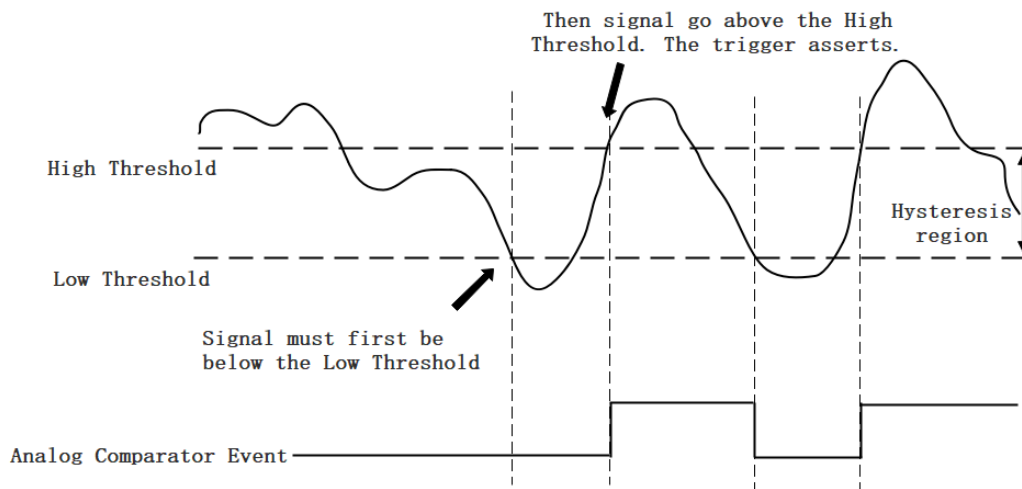 Then signal go above the High
Threshold. The trigger asserts.
High Threshold
Hysteresis
region
Low Threshold
Signal must first be
below the Low Threshold
Analog Comparator Event